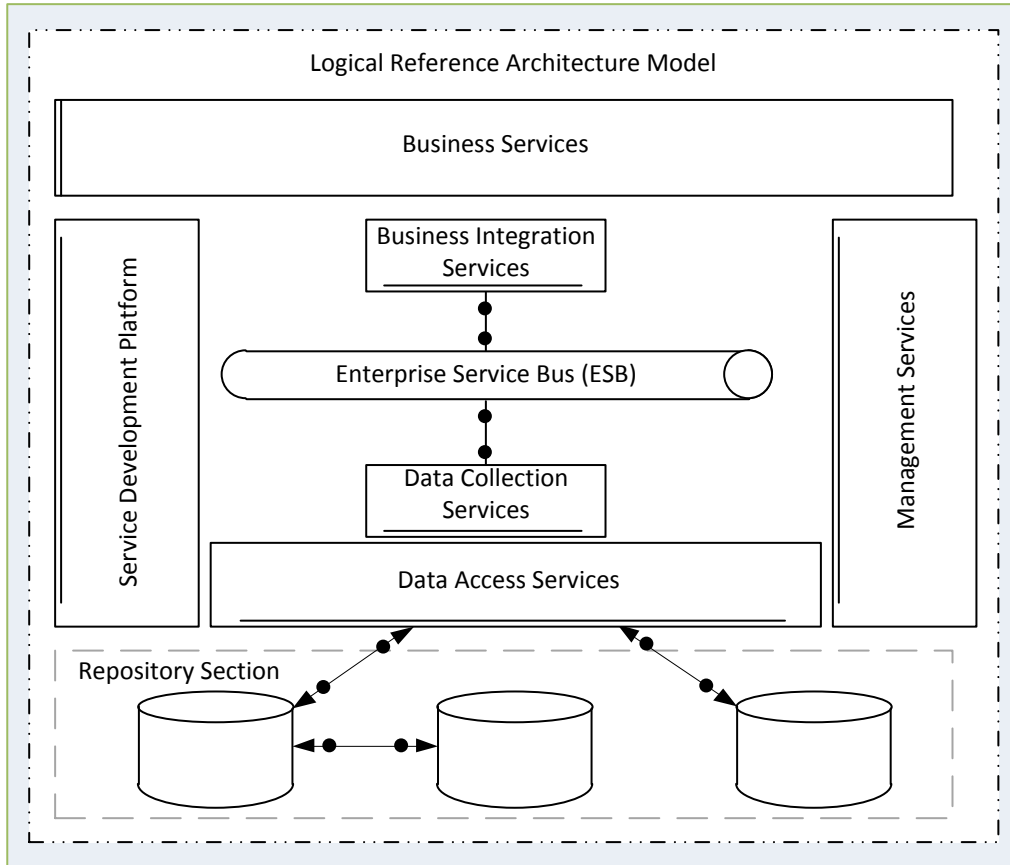 Logical Reference Architecture Model
Business Services
Service Development Platform
Business Integration
Services
Enterprise Service Bus (ESB)
Data Collection
Services
Data Access Services
Management Services
Repository Section